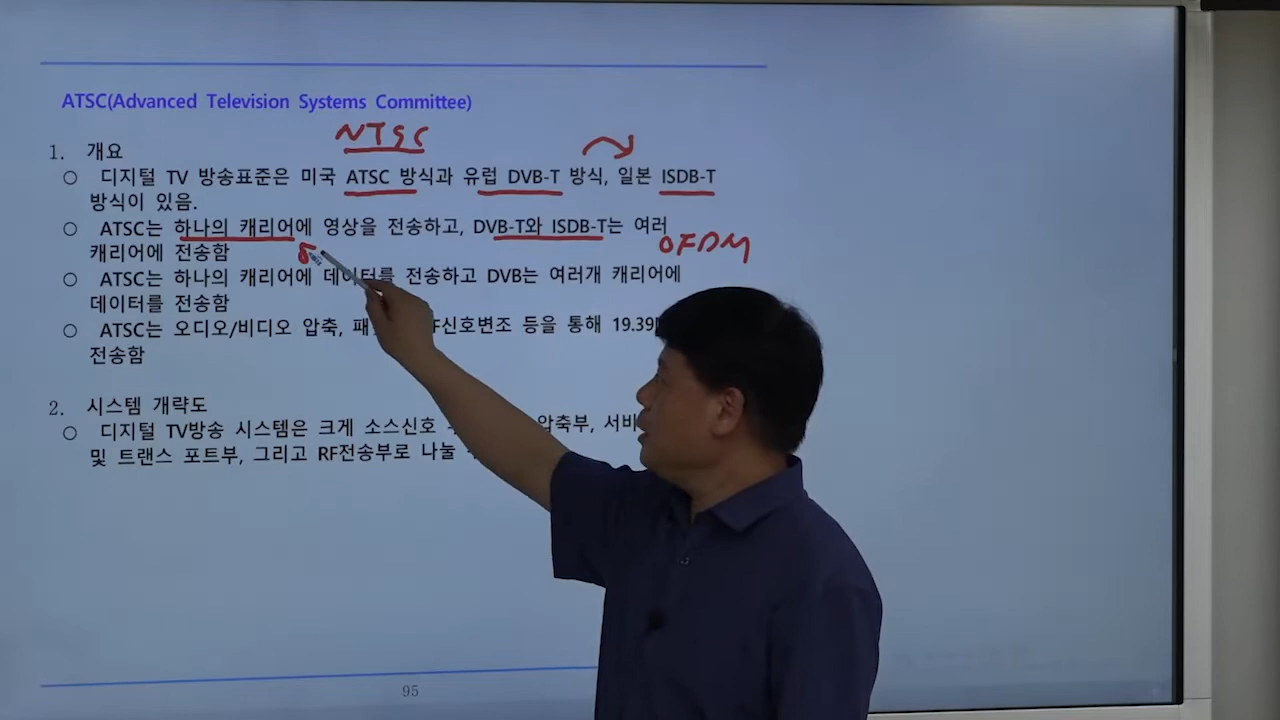 ATSC(Advanced Television Systems Committee)
NTSC
1. 개요
○ 디지털 TV 방송표준은 미국 ATSC 방식과 유럽 DVB-T 방식, 일본 ISDB-T
방식이 있음.
○ ATSC는 하나의 캐리어에 영상을 전송하고, DVB-T와 ISDB-T는 여러
캐리어에 전송함
8
OFDM
○ ATSC는 하나의 캐리어에 데이터를 전송하고 DVB는 여러개 캐리어에
데이터를 전송함
○ ATSC는 오디오/비디오 압축, 신호변조 등을 통해 19.39
전송함
2. 시스템 개략도
○ 디지털 TV방송 시스템은 크게 소스신호 압축부,
및 트랜스 포트부, 그리고 RF전송부로 나눌
95